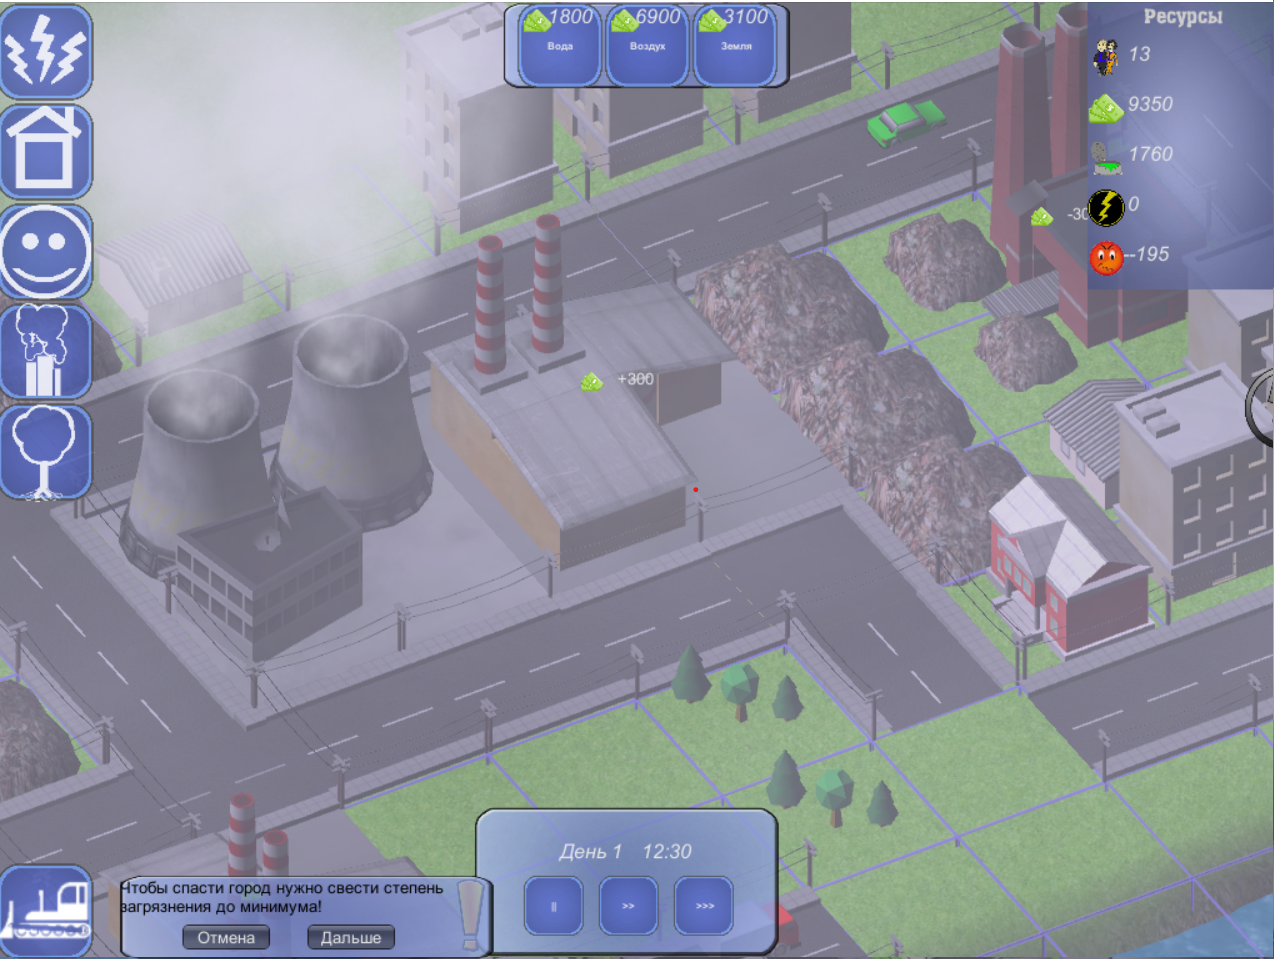 1800
6900
3100
Вода
Воздух
Земля
Ресурсы
13
9350
1760
0
--195
+300
День 1 12:30
||
>>
>>>
Чтобы спасти город нужно свести степень
загрязнения до минимума!
Отмена
Дальше